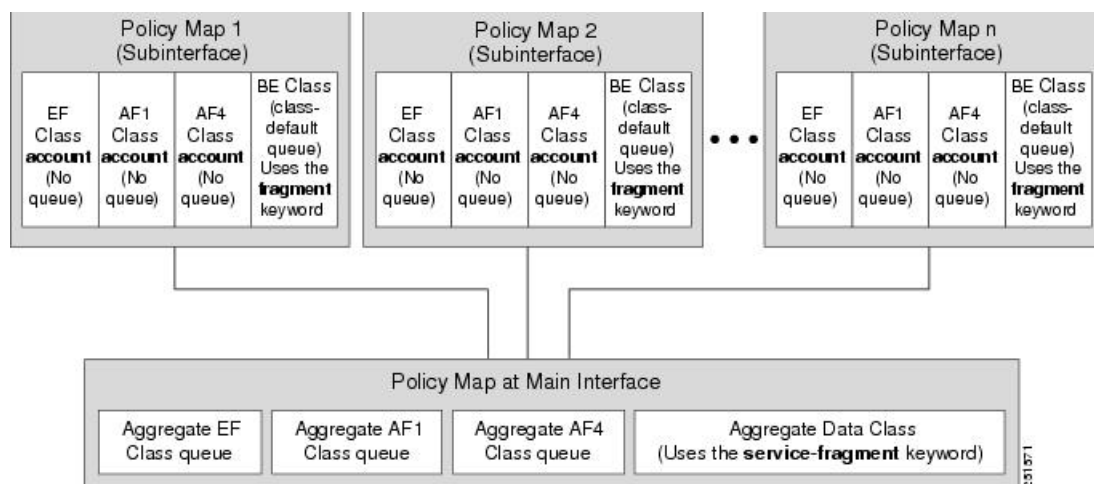 Policy Map 1
(Subinterface)
EF
Class
account
(No
queue)
AF1
Class
account
(No
queue)
AF4
Class
account
(No
queue)
BE Class
(class-
default
queue)
Uses the
fragment
keyword
Policy Map 2
(Subinterface)
EF
Class
account
(No
queue)
AF1
Class
account
(No
queue)
AF4
Class
account
(No
queue)
BE Class
(class-
default
queue)
Uses the
fragment
keyword
Policy Map n
(Subinterface)
EF
Class
account
(No
queue)
AF1
Class
account
(No
queue)
AF4
Class
account
(No
queue)
BE Class
(class-
default
queue)
Uses the
fragment
keyword
Policy Map at Main Interface
Aggregate EF
Class queue
Aggregate AF1
Class queue
Aggregate AF4
Class queue
Aggregate Data Class
(Uses the service-fragment keyword)
251571